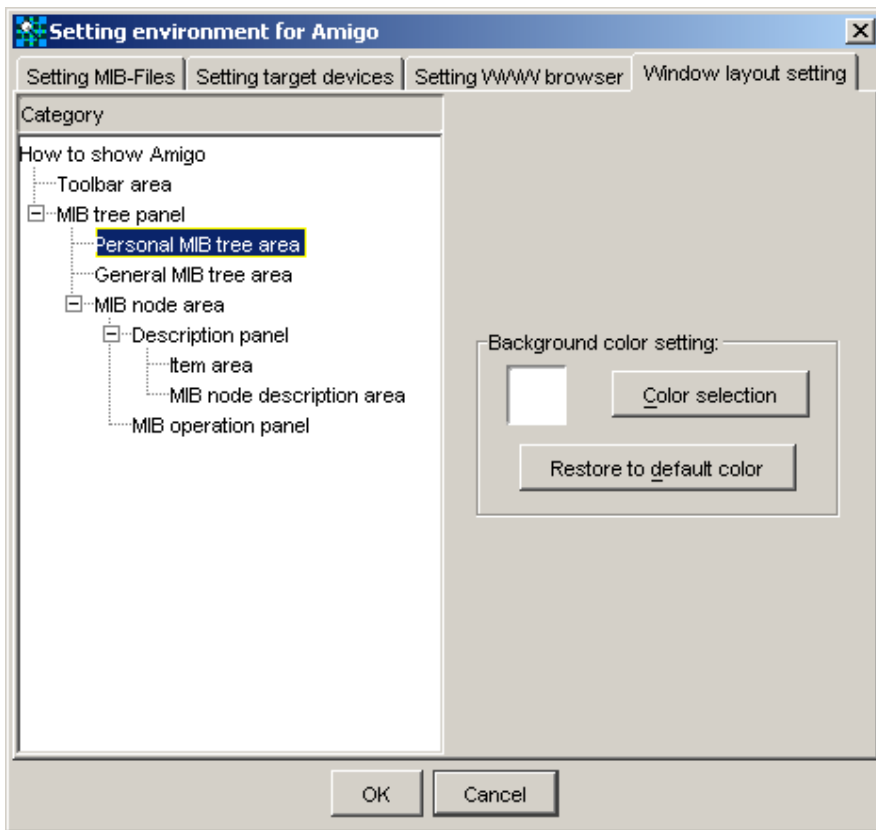 Setting environment for Amigo
Setting MIB-Files Setting target devices Setting WWW browser Window layout setting
Category
How to show Amigo
Toolbar area
MIB tree panel
Personal MIB tree area
General MIB tree area
MIB node area
Description panel
Item area
MIB node description area
MIB operation panel
Background color setting:
Color selection
Restore to default color
OK Cancel